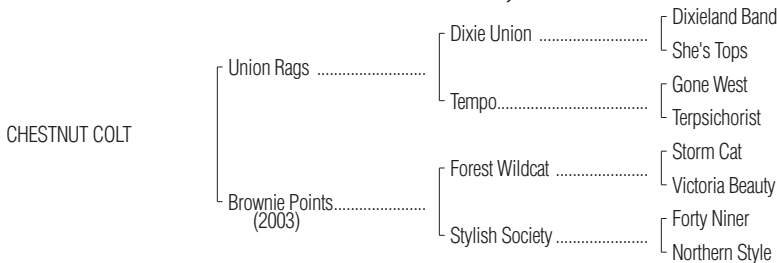 Dixieland Band
Dixie Union ...........................
She's Tops
Union Rags ...........................
Gone West
Tempo......................................
Terpsichorist
CHESTNUT COLT
Storm Cat
Forest Wildcat .......................
Victoria Beauty
Brownie Points.......................
(2003)
Forty Niner
Stylish Society .......................
Northern Style